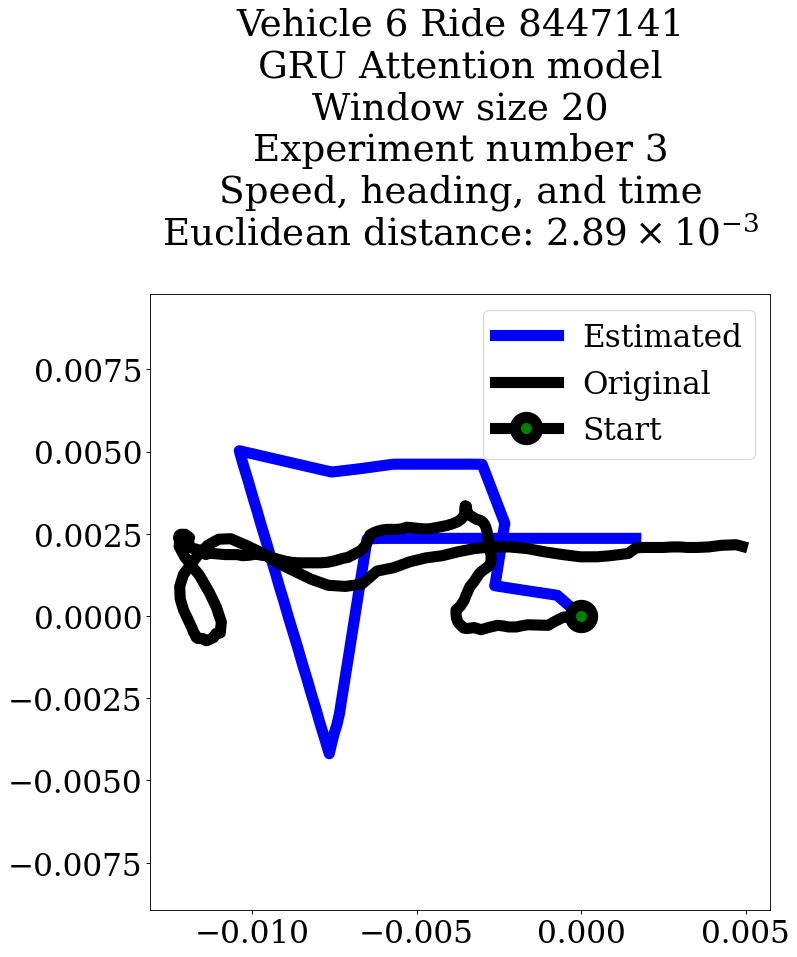 Vehicle 6 Ride 8447141
GRU Attention model
Window size 20
Experiment number 3
Speed, heading, and time
Euclidean distance: 2.89 × 10⁻³
Estimated
Original
Start
0.0075
0.0050
0.0025
0.0000
−0.0025
−0.0050
−0.0075
−0.010 −0.005 0.000 0.005